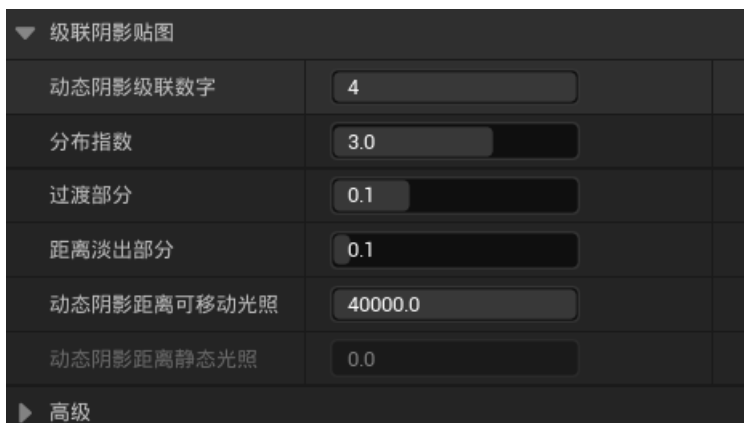 级联阴影贴图
动态阴影级联数字 4
分布指数 3.0
过渡部分 0.1
距离淡出部分 0.1
动态阴影距离可移动光照 40000.0
动态阴影距离静态光照 0.0
高级